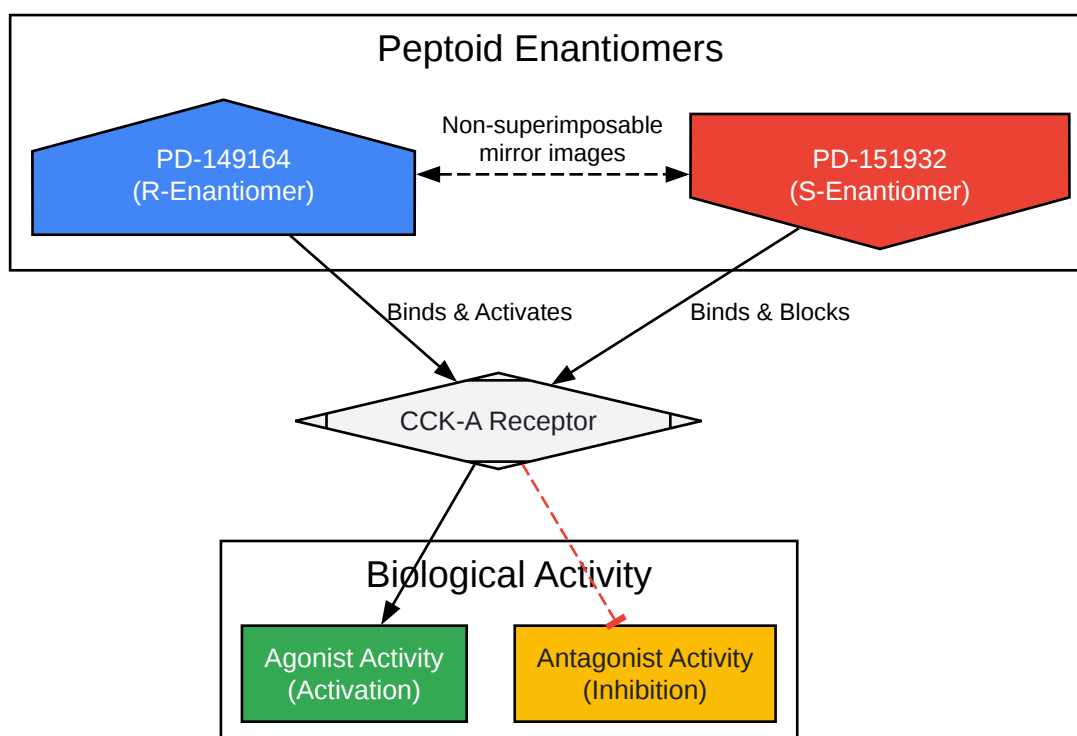 Peptoid Enantiomers
Non-superimposable
mirror images
PD-149164
(R-Enantiomer)
PD-151932
(S-Enantiomer)
Binds & Activates
Binds & Blocks
CCK-A Receptor
Biological Activity
Agonist Activity
(Activation)
Antagonist Activity
(Inhibition)